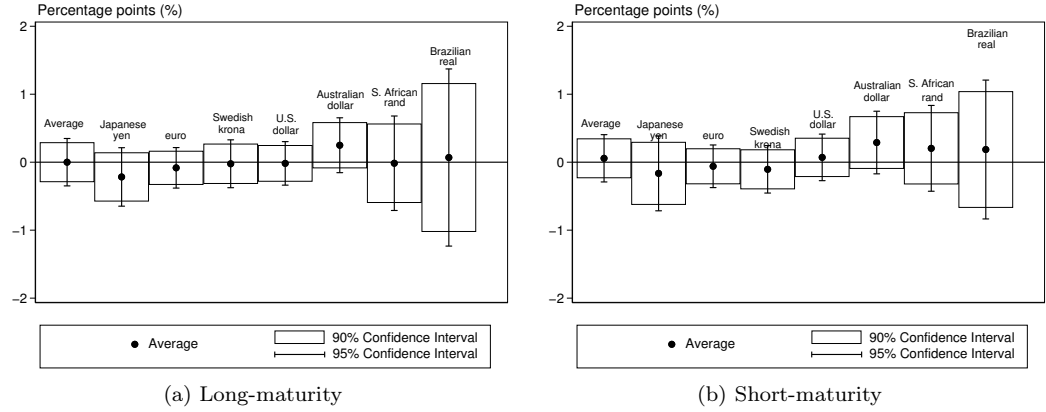 Percentage points (%)
2
1
0
−1
−2
Average
Japanese
yen
euro
Swedish
krona
U.S.
dollar
Australian
dollar
S. African
rand
Brazilian
real
Average
90% Confidence Interval
95% Confidence Interval
(a) Long-maturity
Percentage points (%)
2
1
0
−1
−2
Average
Japanese
yen
euro
Swedish
krona
U.S.
dollar
Australian
dollar
S. African
rand
Brazilian
real
Average
90% Confidence Interval
95% Confidence Interval
(b) Short-maturity